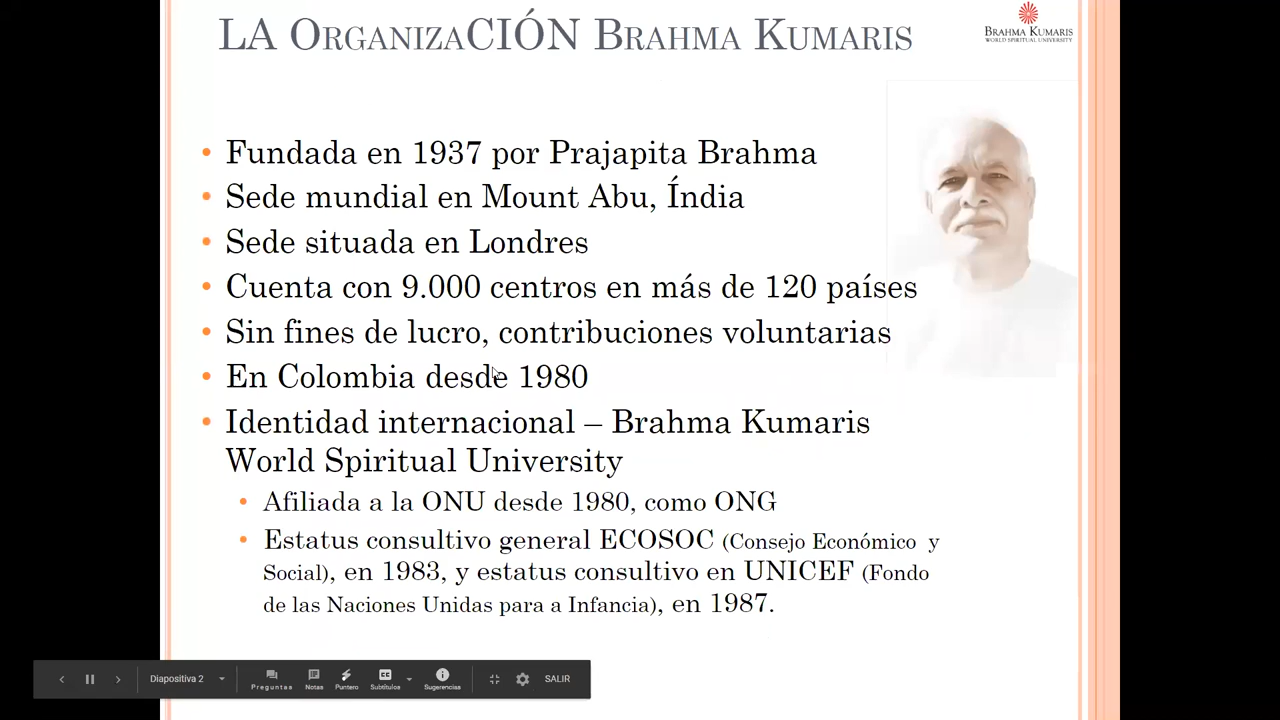 LA ORGANIZACIÓN BRAHMA KUMARIS
BRAHMA KUMARIS
WORLD SPIRITUAL UNIVERSITY
• Fundada en 1937 por Prajapita Brahma
• Sede mundial en Mount Abu, Índia
• Sede situada en Londres
• Cuenta con 9.000 centros en más de 120 países
• Sin fines de lucro, contribuciones voluntarias
• En Colombia desde 1980
• Identidad internacional – Brahma Kumaris
World Spiritual University
• Afiliada a la ONU desde 1980, como ONG
• Estatus consultivo general ECOSOC (Consejo Económico y
Social), en 1983, y estatus consultivo en UNICEF (Fondo
de las Naciones Unidas para a Infancia), en 1987.
Diapositiva 2
Preguntas
Notas
Puntero
CC
Subtítulos
Sugerencias
SALIR